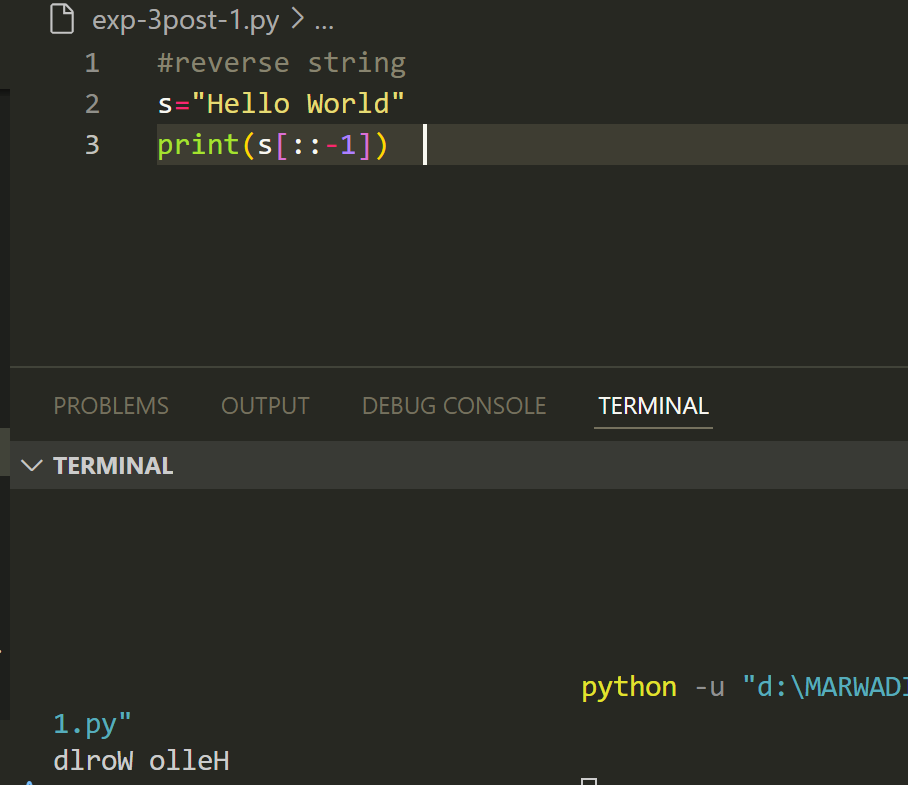 exp-3post-1.py > ...
1 #reverse string
2 s="Hello World"
3 print(s[::-1])
PROBLEMS OUTPUT DEBUG CONSOLE TERMINAL
TERMINAL
python -u "d:\MARWADI
1.py"
dlroW olleH